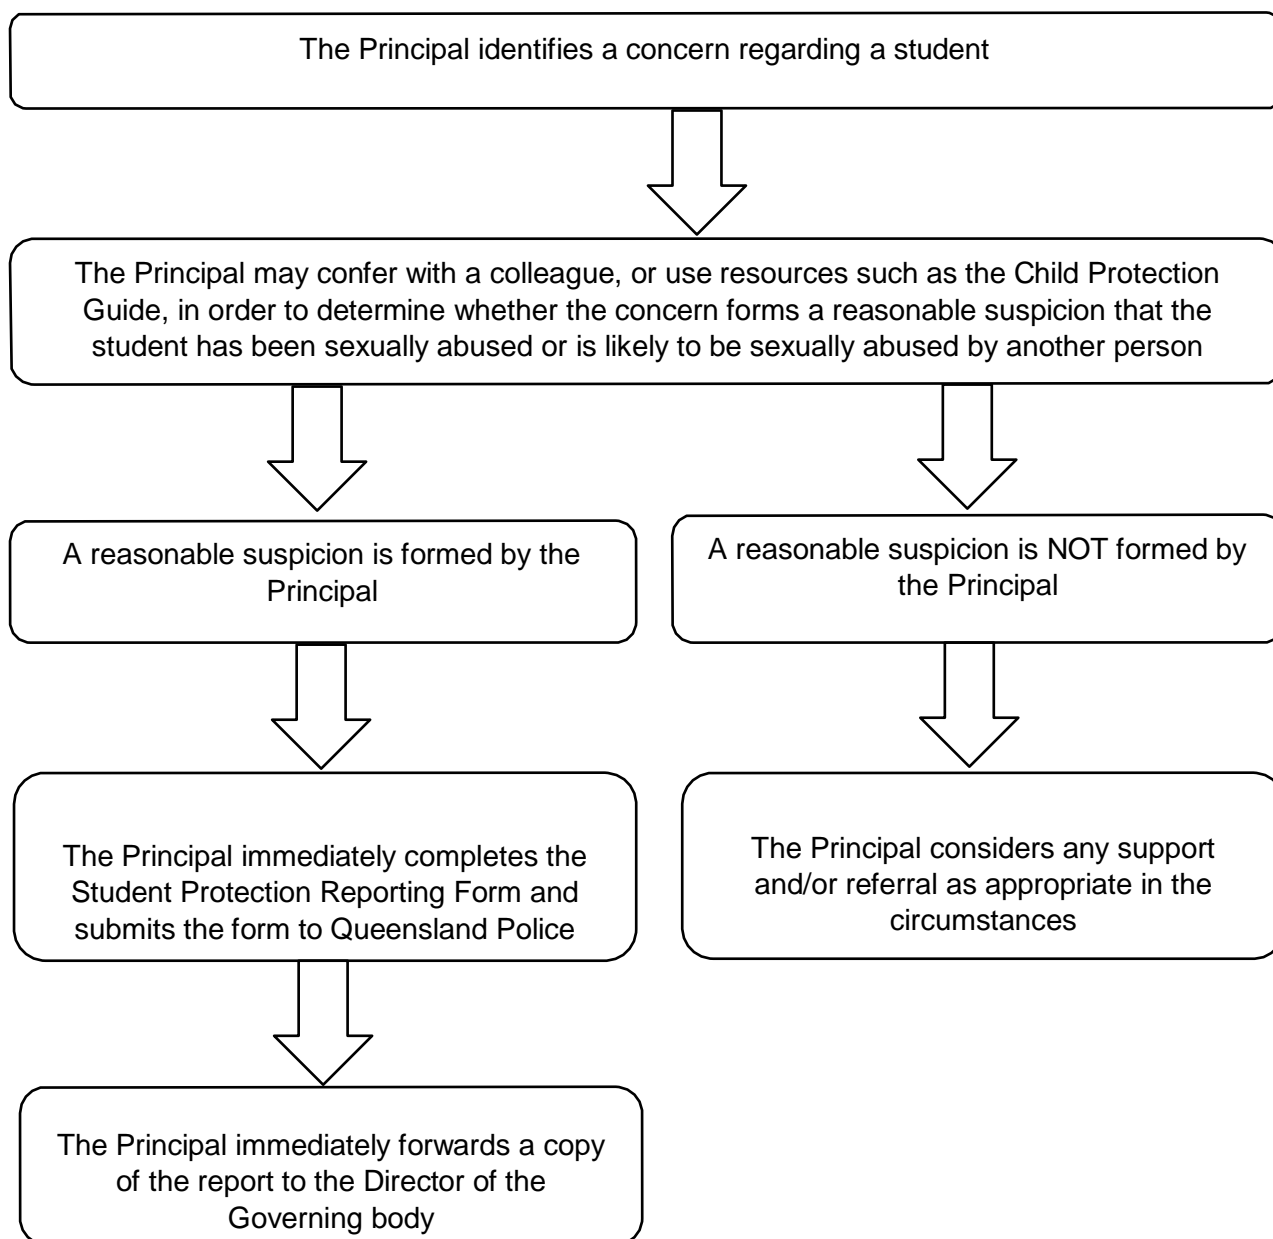 The Principal identifies a concern regarding a student
The Principal may confer with a colleague, or use resources such as the Child Protection
Guide, in order to determine whether the concern forms a reasonable suspicion that the
student has been sexually abused or is likely to be sexually abused by another person
A reasonable suspicion is formed by the
Principal
A reasonable suspicion is NOT formed by
the Principal
The Principal immediately completes the
Student Protection Reporting Form and
submits the form to Queensland Police
The Principal considers any support
and/or referral as appropriate in the
circumstances
The Principal immediately forwards a copy
of the report to the Director of the
Governing body